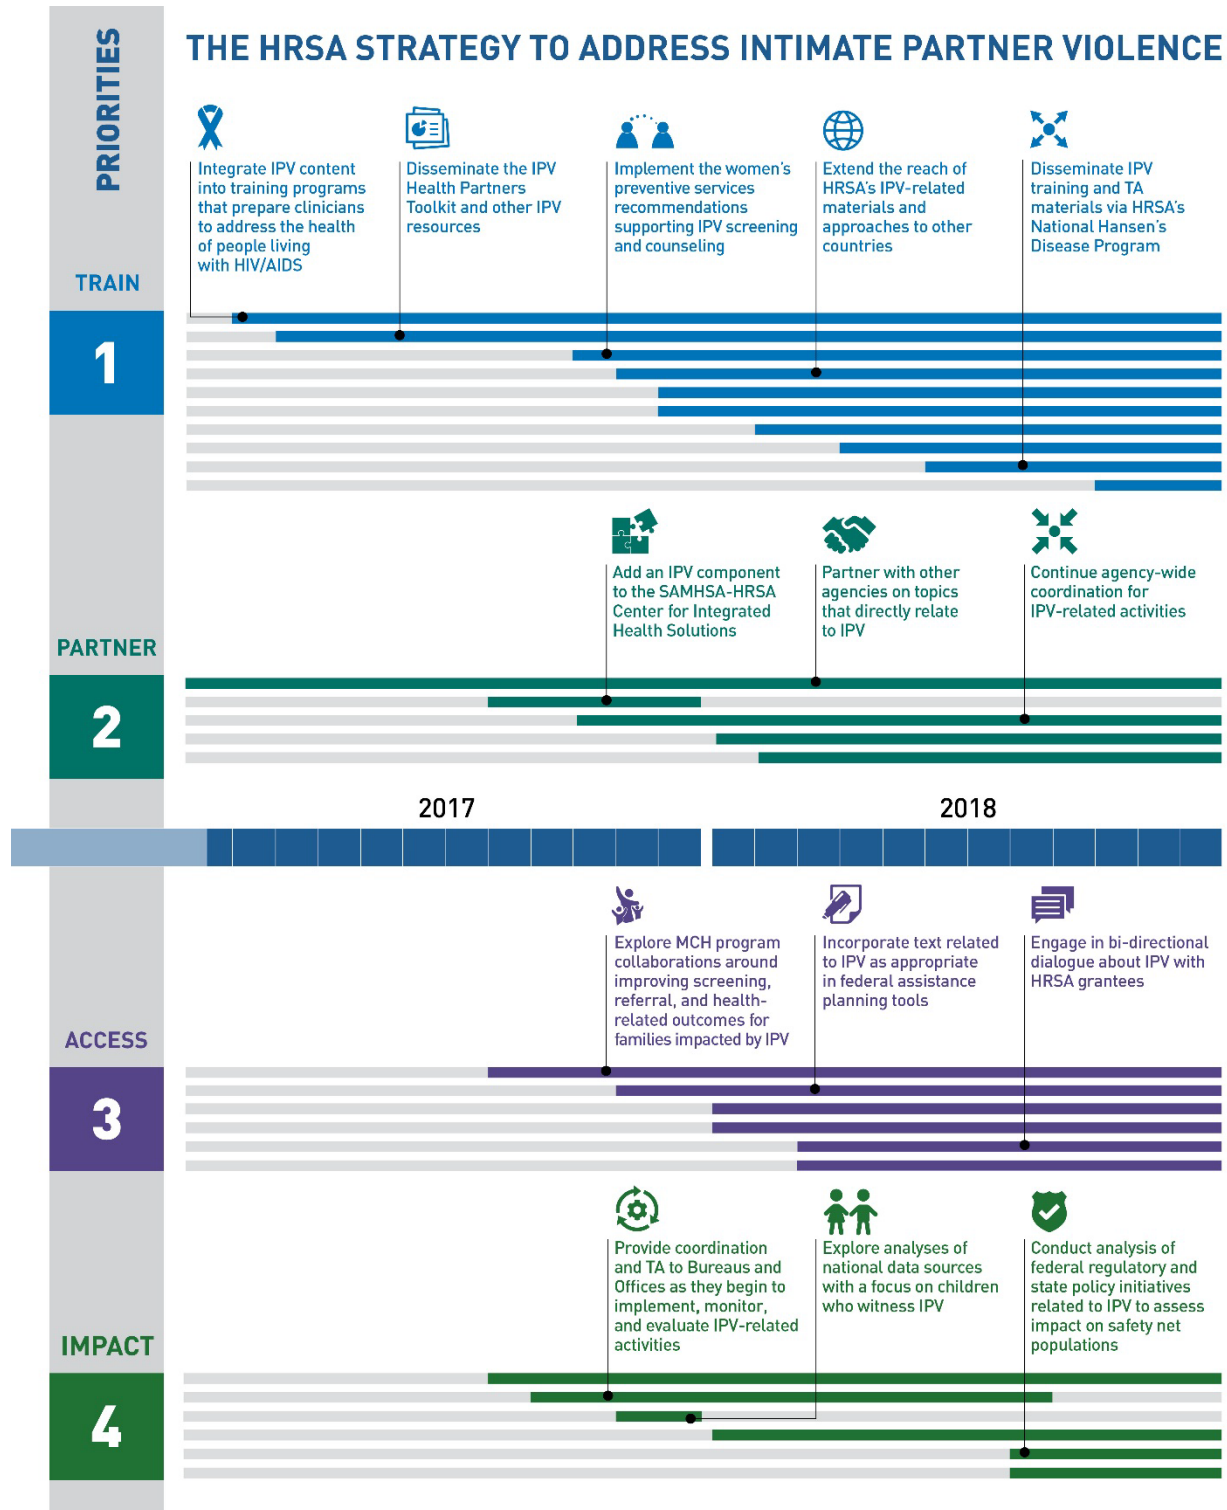 PRIORITIES
THE HRSA STRATEGY TO ADDRESS INTIMATE PARTNER VIOLENCE
Integrate IPV content
into training programs
that prepare clinicians
to address the health
of people living
with HIV/AIDS
Disseminate the IPV
Health Partners
Toolkit and other IPV
resources
Implement the women's
preventive services
recommendations
supporting IPV screening
and counseling
Extend the reach of
HRSA's IPV-related
materials and
approaches to other
countries
Disseminate IPV
training and TA
materials via HRSA's
National Hansen's
Disease Program
TRAIN
1
Add an IPV component
to the SAMHSA-HRSA
Center for Integrated
Health Solutions
Partner with other
agencies on topics
that directly relate
to IPV
Continue agency-wide
coordination for
IPV-related activities
PARTNER
2
2017
2018
Explore MCH program
collaborations around
improving screening,
referral, and health-
related outcomes for
families impacted by IPV
Incorporate text related
to IPV as appropriate
in federal assistance
planning tools
Engage in bi-directional
dialogue about IPV with
HRSA grantees
ACCESS
3
Provide coordination
and TA to Bureaus and
Offices as they begin to
implement, monitor,
and evaluate IPV-related
activities
Explore analyses of
national data sources
with a focus on children
who witness IPV
Conduct analysis of
federal regulatory and
state policy initiatives
related to IPV to assess
impact on safety net
populations
IMPACT
4